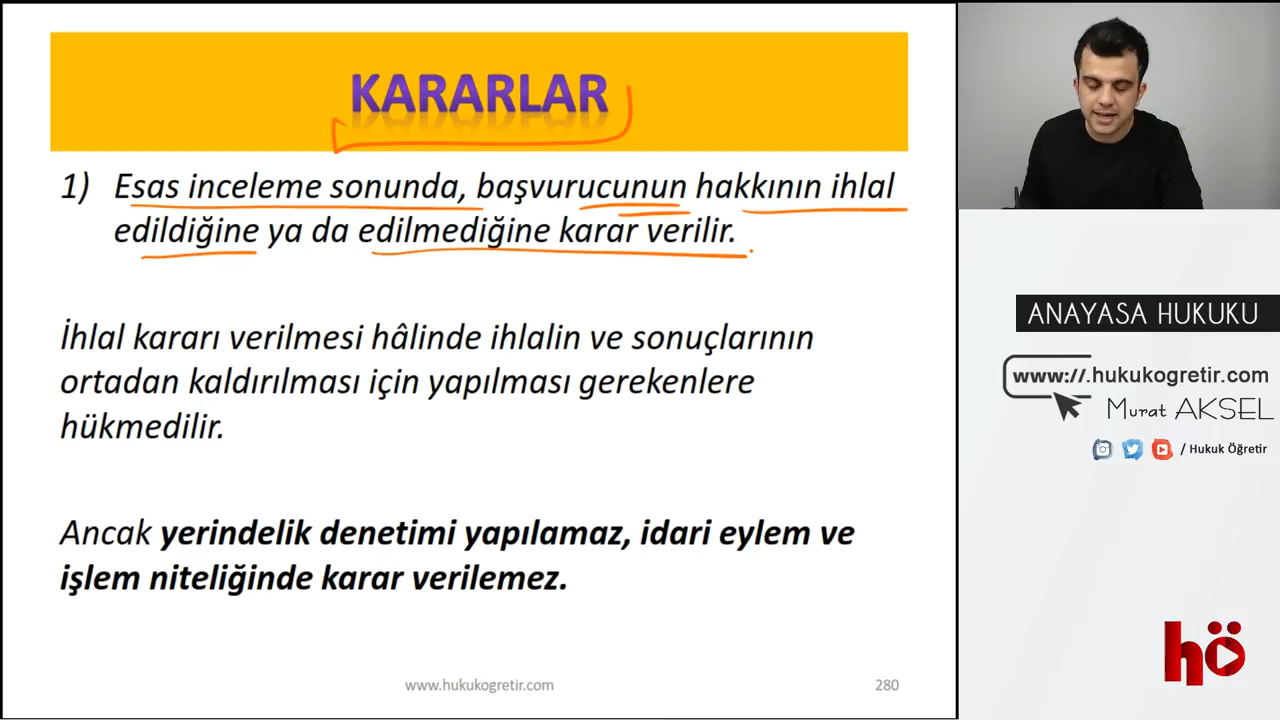 KARARLAR
1) Esas inceleme sonunda, başvurucunun hakkının ihlal
edildiğine ya da edilmediğine karar verilir.
İhlal kararı verilmesi hâlinde ihlalin ve sonuçlarının
ortadan kaldırılması için yapılması gerekenlere
hükmedilir.
Ancak yerindelik denetimi yapılamaz, idari eylem ve
işlem niteliğinde karar verilemez.
www.hukukogretir.com
280
ANAYASA HUKUKU
www://.hukukogretir.com
Murat AKSEL
/ Hukuk Öğretir
hö